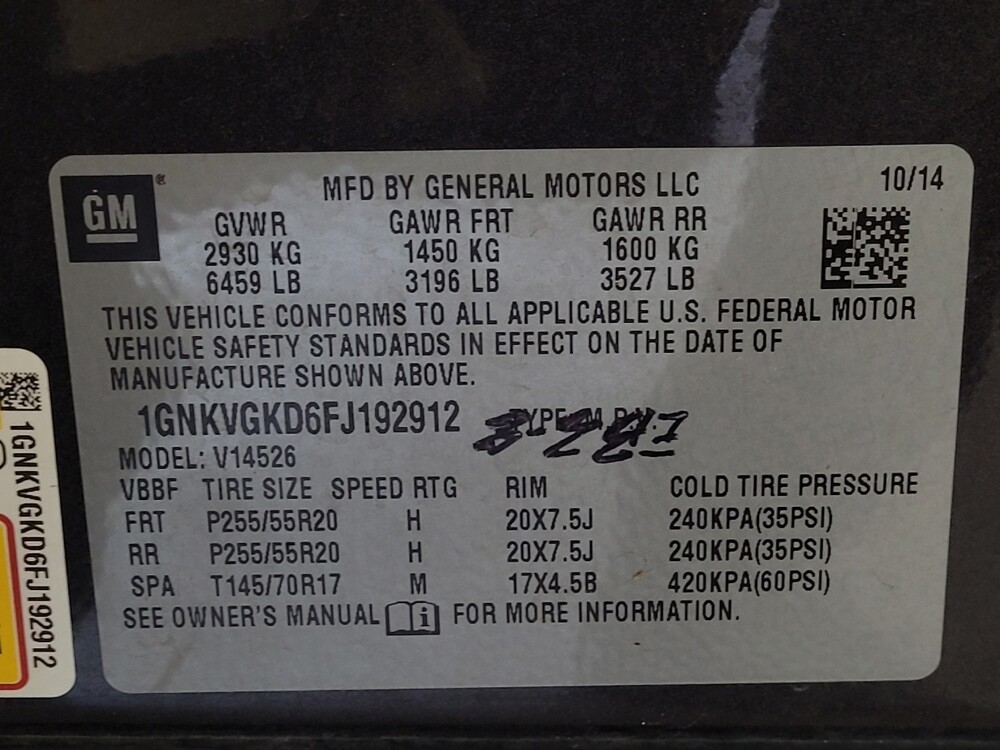 GM
®
MFD BY GENERAL MOTORS LLC 10/14
GVWR GAWR FRT GAWR RR
2930 KG 1450 KG 1600 KG
6459 LB 3196 LB 3527 LB
THIS VEHICLE CONFORMS TO ALL APPLICABLE U.S. FEDERAL MOTOR
VEHICLE SAFETY STANDARDS IN EFFECT ON THE DATE OF
MANUFACTURE SHOWN ABOVE.
1GNKVGKD6FJ192912
MODEL: V14526
VBBF TIRE SIZE SPEED RTG RIM COLD TIRE PRESSURE
FRT P255/55R20 H 20X7.5J 240KPA(35PSI)
RR P255/55R20 H 20X7.5J 240KPA(35PSI)
SPA T145/70R17 M 17X4.5B 420KPA(60PSI)
SEE OWNER'S MANUAL i FOR MORE INFORMATION.
1GNKVGKD6FJ192912